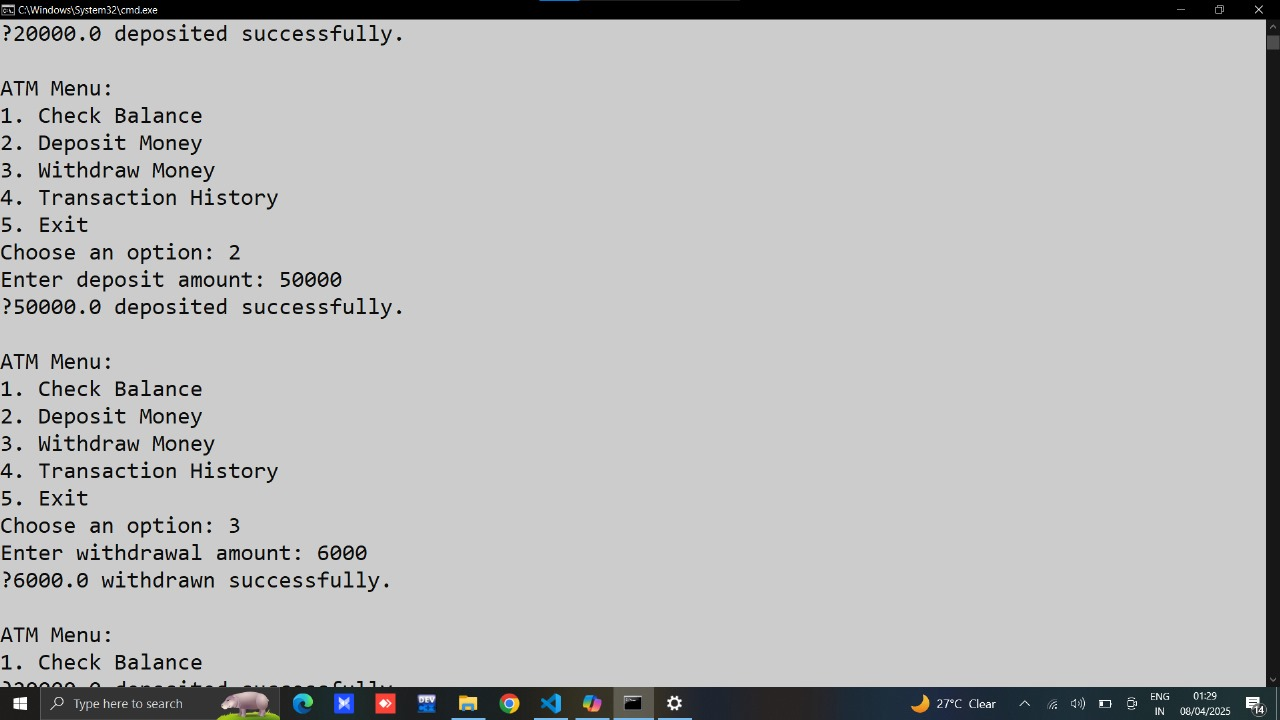 C:\Windows\System32\cmd.exe
?20000.0 deposited successfully.
ATM Menu:
1. Check Balance
2. Deposit Money
3. Withdraw Money
4. Transaction History
5. Exit
Choose an option: 2
Enter deposit amount: 50000
?50000.0 deposited successfully.
ATM Menu:
1. Check Balance
2. Deposit Money
3. Withdraw Money
4. Transaction History
5. Exit
Choose an option: 3
Enter withdrawal amount: 6000
?6000.0 withdrawn successfully.
ATM Menu:
1. Check Balance
Type here to search
DEV
27°C Clear
ENG
IN
01:29
08/04/2025
14